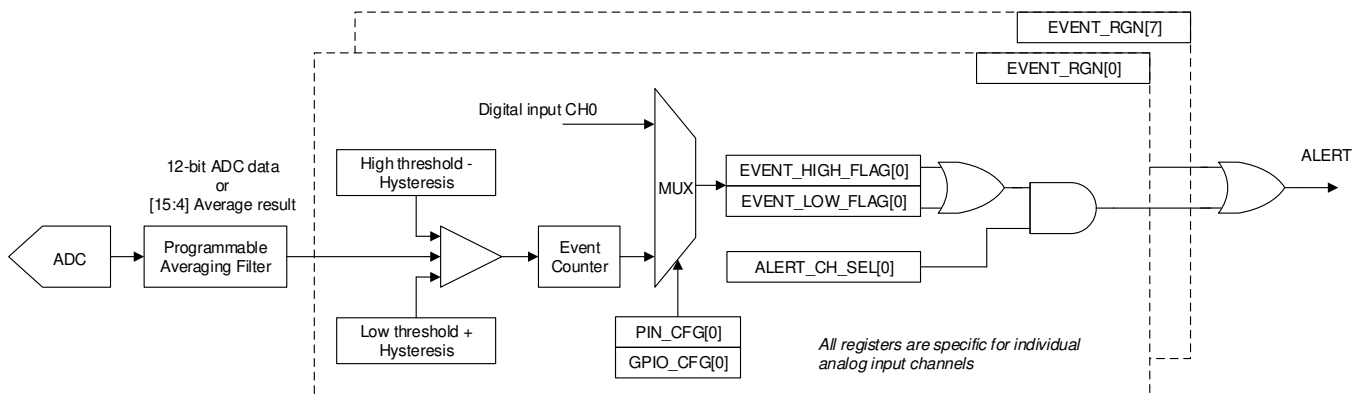 EVENT_RGN[7]
EVENT_RGN[0]
Digital input CH0
12-bit ADC data
or
[15:4] Average result
High threshold -
Hysteresis
MUX
EVENT_HIGH_FLAG[0]
EVENT_LOW_FLAG[0]
ALERT
ADC
Programmable
Averaging Filter
Event
Counter
ALERT_CH_SEL[0]
Low threshold +
Hysteresis
PIN_CFG[0]
GPIO_CFG[0]
All registers are specific for individual
analog input channels